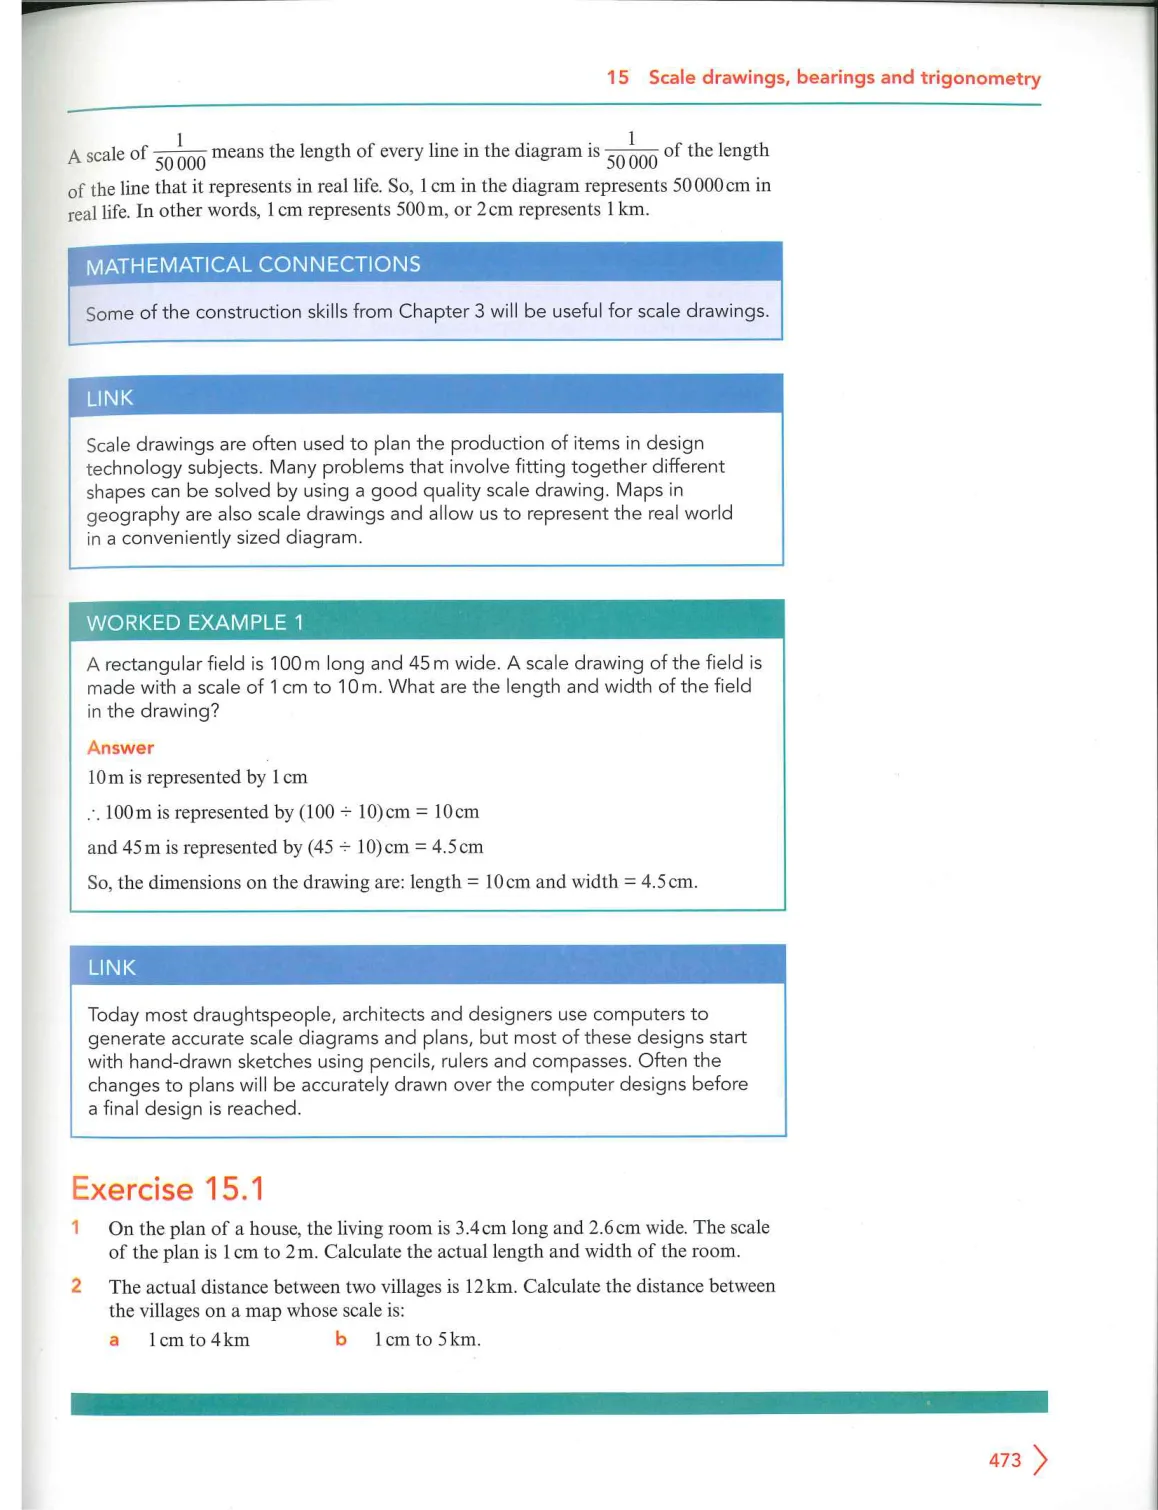 15 Scale drawings, bearings and trigonometry
A scale of 1/50 000 means the length of every line in the diagram is 1/50 000 of the length
of the line that it represents in real life. So, 1 cm in the diagram represents 50 000 cm in
real life. In other words, 1 cm represents 500 m, or 2 cm represents 1 km.
MATHEMATICAL CONNECTIONS
Some of the construction skills from Chapter 3 will be useful for scale drawings.
LINK
Scale drawings are often used to plan the production of items in design
technology subjects. Many problems that involve fitting together different
shapes can be solved by using a good quality scale drawing. Maps in
geography are also scale drawings and allow us to represent the real world
in a conveniently sized diagram.
WORKED EXAMPLE 1
A rectangular field is 100 m long and 45 m wide. A scale drawing of the field is
made with a scale of 1 cm to 10 m. What are the length and width of the field
in the drawing?
Answer
10 m is represented by 1 cm
∴ 100 m is represented by (100 ÷ 10) cm = 10 cm
and 45 m is represented by (45 ÷ 10) cm = 4.5 cm
So, the dimensions on the drawing are: length = 10 cm and width = 4.5 cm.
LINK
Today most draughtspeople, architects and designers use computers to
generate accurate scale diagrams and plans, but most of these designs start
with hand-drawn sketches using pencils, rulers and compasses. Often the
changes to plans will be accurately drawn over the computer designs before
a final design is reached.
Exercise 15.1
1 On the plan of a house, the living room is 3.4 cm long and 2.6 cm wide. The scale
of the plan is 1 cm to 2 m. Calculate the actual length and width of the room.
2 The actual distance between two villages is 12 km. Calculate the distance between
the villages on a map whose scale is:
a 1 cm to 4 km b 1 cm to 5 km.
473